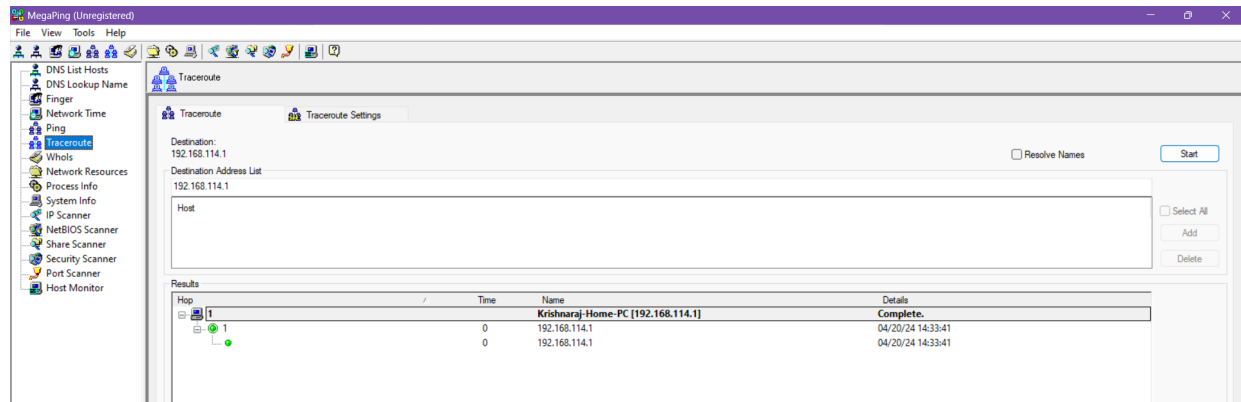 MegaPing (Unregistered)
File View Tools Help
DNS List Hosts
DNS Lookup Name
Finger
Network Time
Ping
Traceroute
WhoIs
Network Resources
Process Info
System Info
IP Scanner
NetBIOS Scanner
Share Scanner
Security Scanner
Port Scanner
Host Monitor
Traceroute
Traceroute Traceroute Settings
Destination:
192.168.114.1
Resolve Names Start
Destination Address List
192.168.114.1
Host
Select All
Add
Delete
Results
Hop Time Name Details
1 Krishnaraj-Home-PC [192.168.114.1] Complete.
1 0 192.168.114.1 04/20/24 14:33:41
0 192.168.114.1 04/20/24 14:33:41